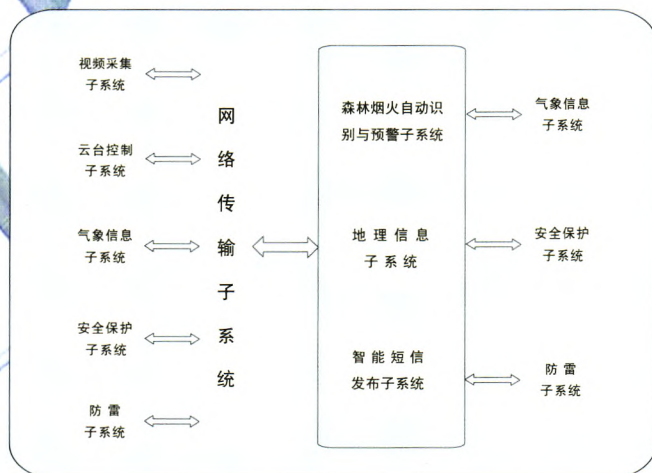 视频采集
子系统
云台控制
子系统
气象信息
子系统
安全保护
子系统
防雷
子系统
网
络
传
输
子
系
统
森林烟火自动识
别与预警子系统
地理信息
子系统
智能短信
发布子系统
气象信息
子系统
安全保护
子系统
防雷
子系统